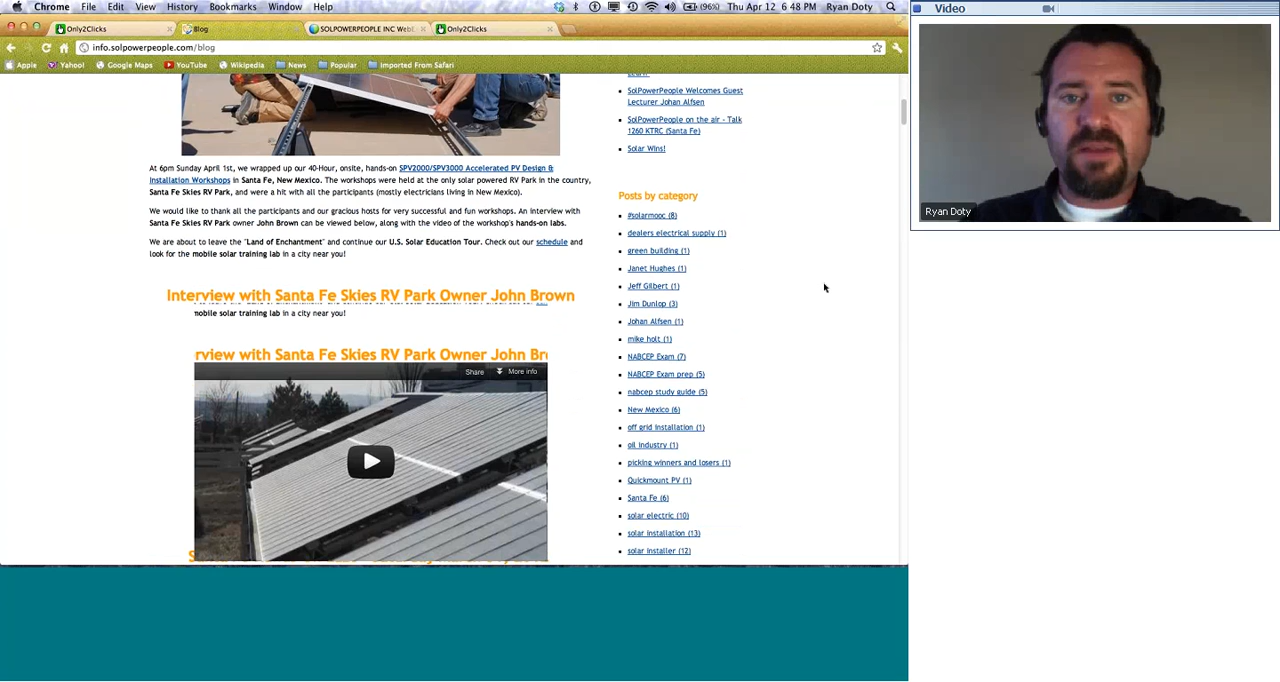 Chrome File Edit View History Bookmarks Window Help
(96%) Thu Apr 12 6:48 PM Ryan Doty
Only2Clicks
Blog
SOLPOWERPEOPLE INC WebE
Only2Clicks
info.solpowerpeople.com/blog
Apple Yahoo! Google Maps YouTube Wikipedia News Popular Imported From Safari
At 6pm Sunday April 1st, we wrapped up our 40-Hour, onsite, hands-on SPV2000/SPV3000 Accelerated PV Design &
Installation Workshops in Santa Fe, New Mexico. The workshops were held at the only solar powered RV Park in the country,
Santa Fe Skies RV Park, and were a hit with all the participants (mostly electricians living in New Mexico).
We would like to thank all the participants and our gracious hosts for very successful and fun workshops. An interview with
Santa Fe Skies RV Park owner John Brown can be viewed below, along with the video of the workshop's hands-on labs.
We are about to leave the "Land of Enchantment" and continue our U.S. Solar Education Tour. Check out our schedule and
look for the mobile solar training lab in a city near you!
Interview with Santa Fe Skies RV Park Owner John Brown
mobile solar training lab in a city near you!
rview with Santa Fe Skies RV Park Owner John Br
Share More info
SolPowerPeople Welcomes Guest
Lecturer Johan Alfsen
SolPowerPeople on the air - Talk
1260 KTRC (Santa Fe)
Solar Wins!
Posts by category
#solarmooc (8)
dealers electrical supply (1)
green building (1)
Janet Hughes (1)
Jeff Gilbert (1)
Jim Dunlop (3)
Johan Alfsen (1)
mike holt (1)
NABCEP Exam (7)
NABCEP Exam prep (5)
nabcep study guide (5)
New Mexico (6)
off grid installation (1)
oil industry (1)
picking winners and losers (1)
Quickmount PV (1)
Santa Fe (6)
solar electric (10)
solar installation (13)
solar installer (12)
Video
Ryan Doty